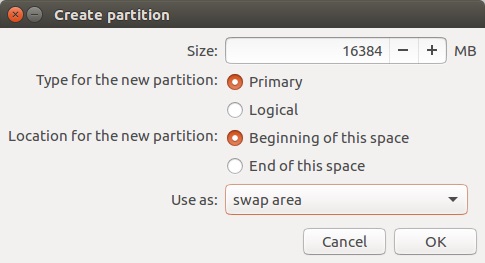 Create partition
Size: 16384 MB
Type for the new partition: Primary
Logical
Location for the new partition: Beginning of this space
End of this space
Use as: swap area
Cancel OK